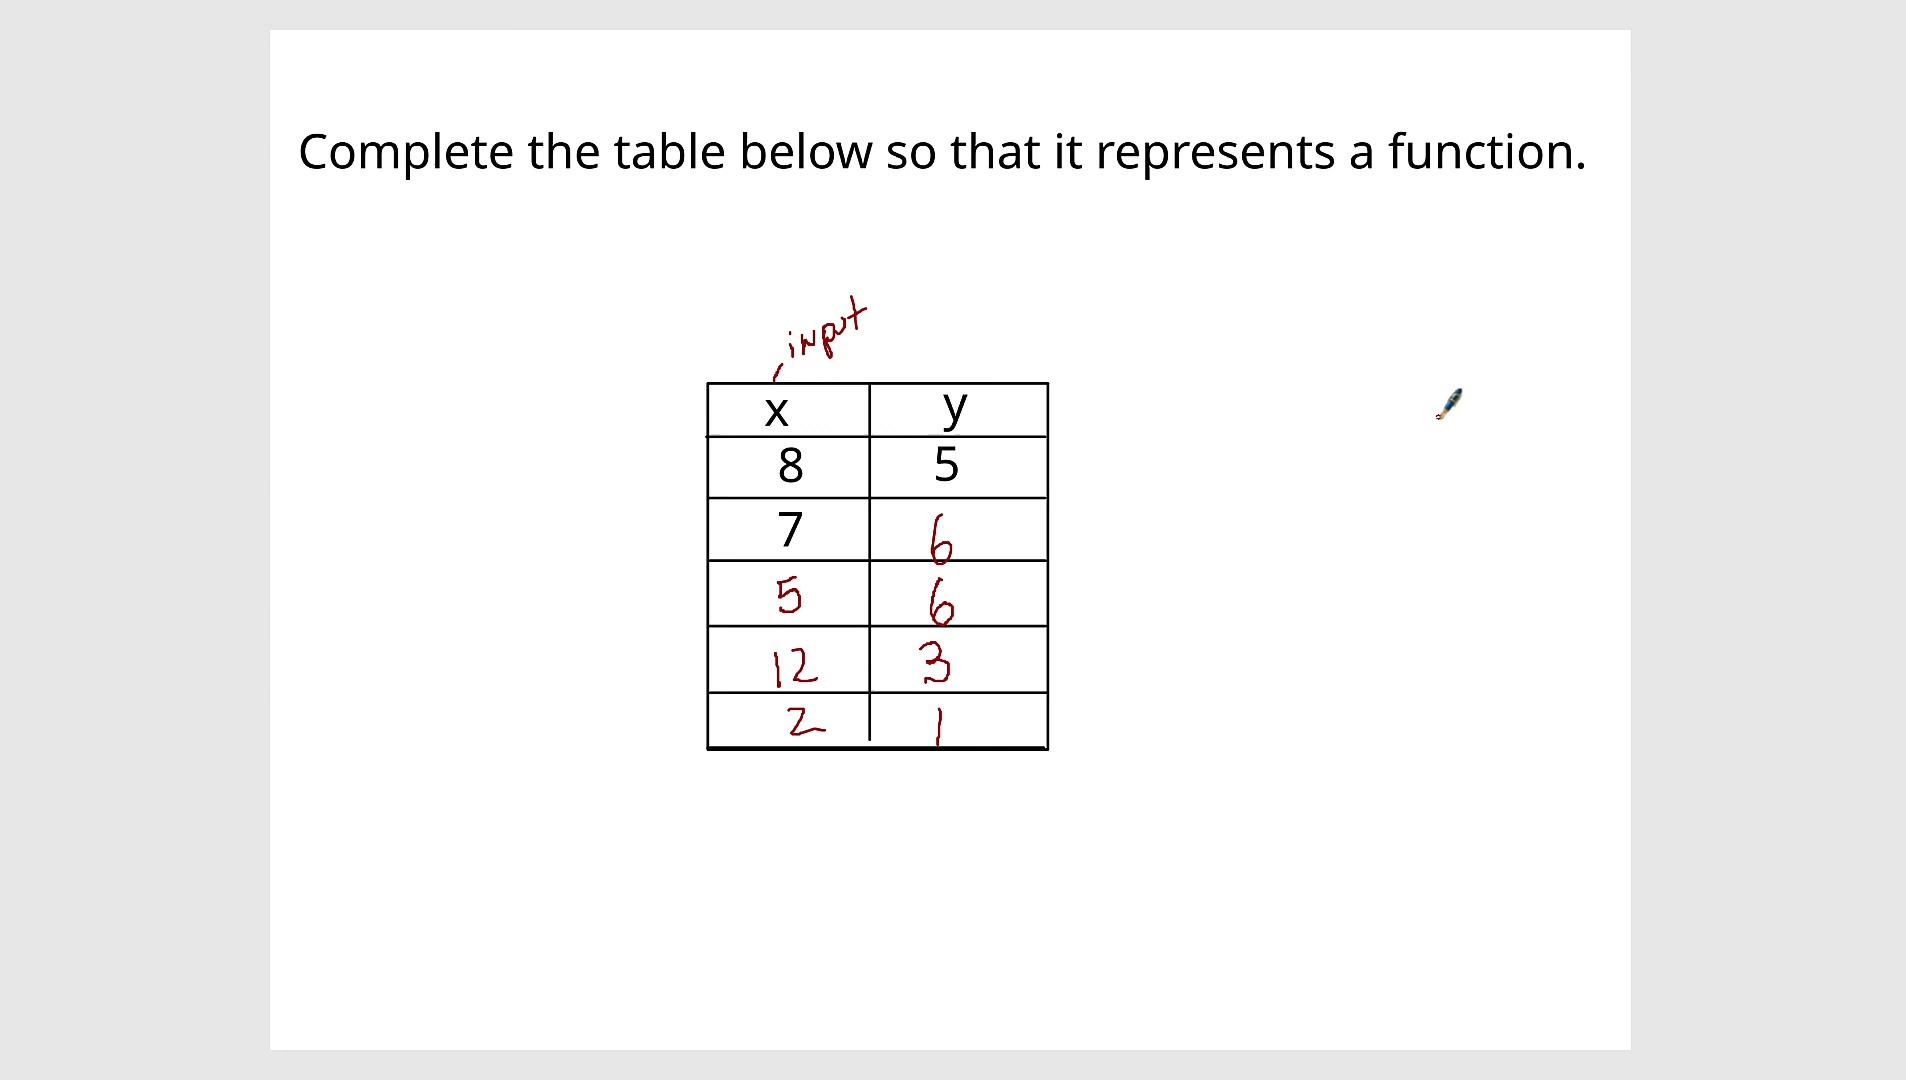 Complete the table below so that it represents a function.
input
x y
8 5
7 6
5 6
12 3
2 1